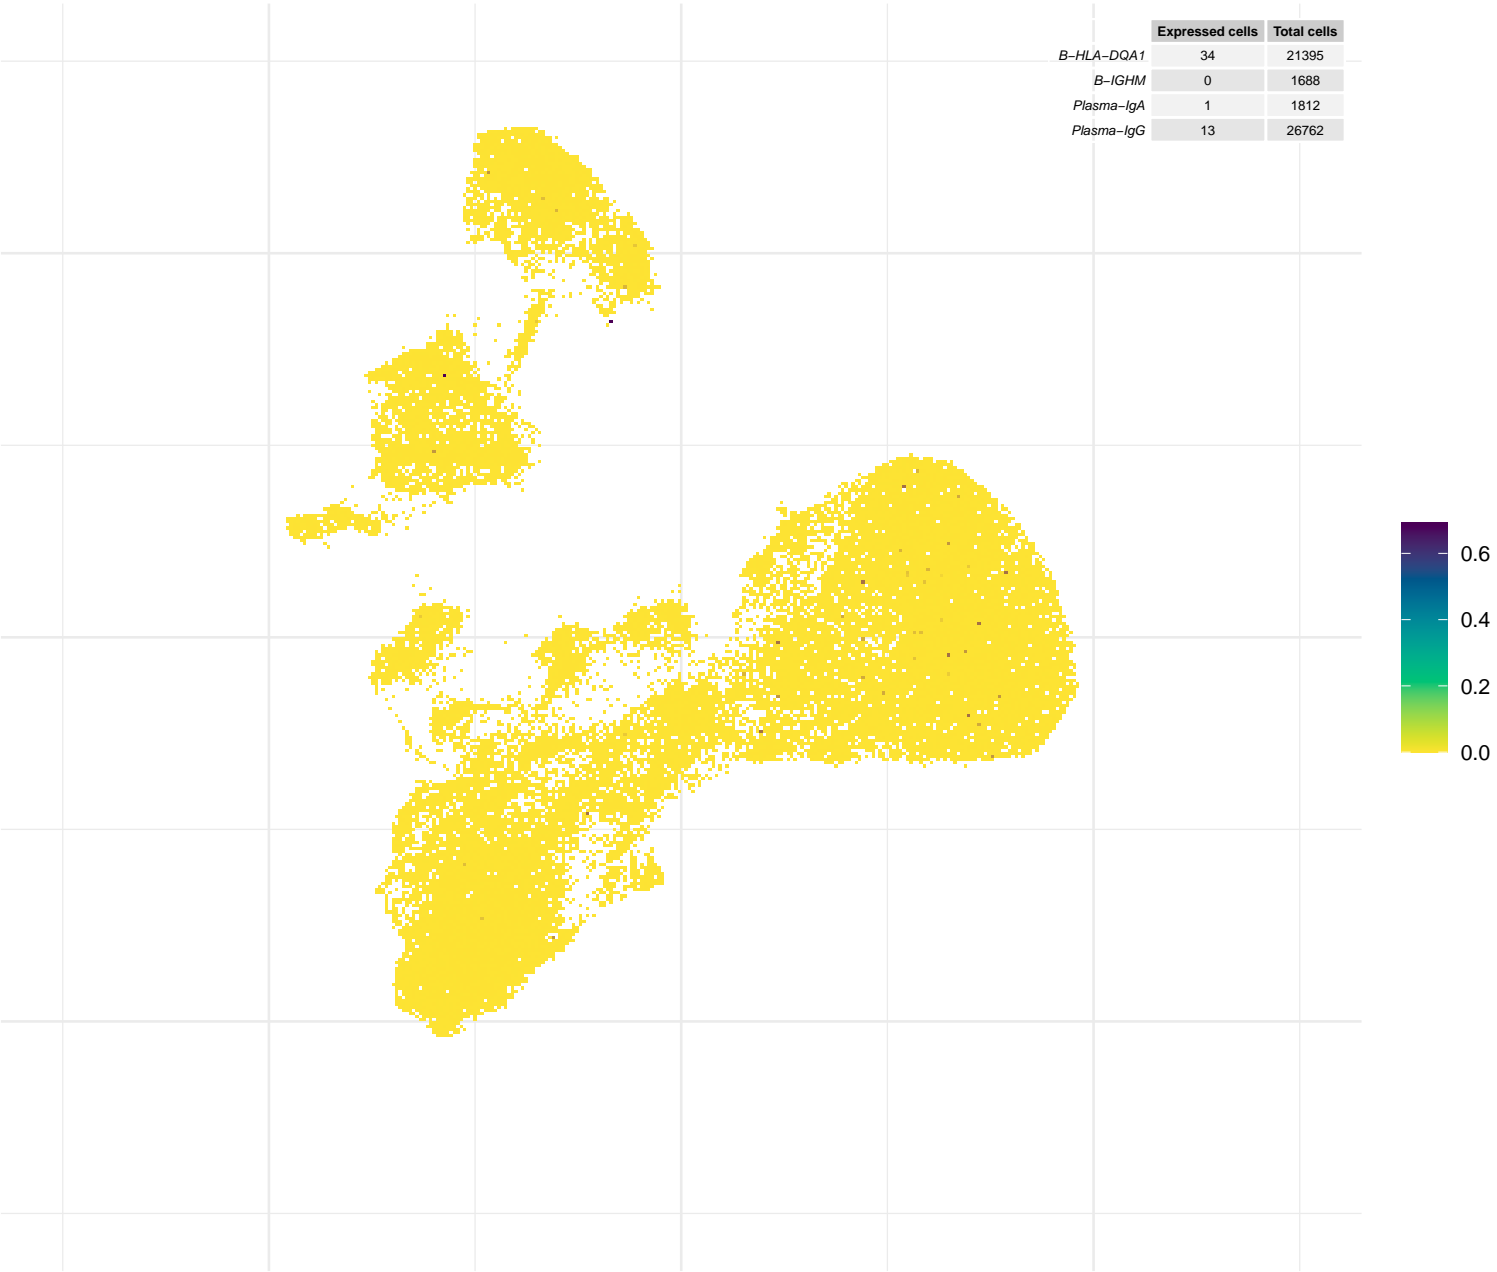 Expressed cells Total cells
B−HLA−DQA1 34 21395
B−IGHM 0 1688
Plasma−IgA 1 1812
Plasma−IgG 13 26762
0.6
0.4
0.2
0.0